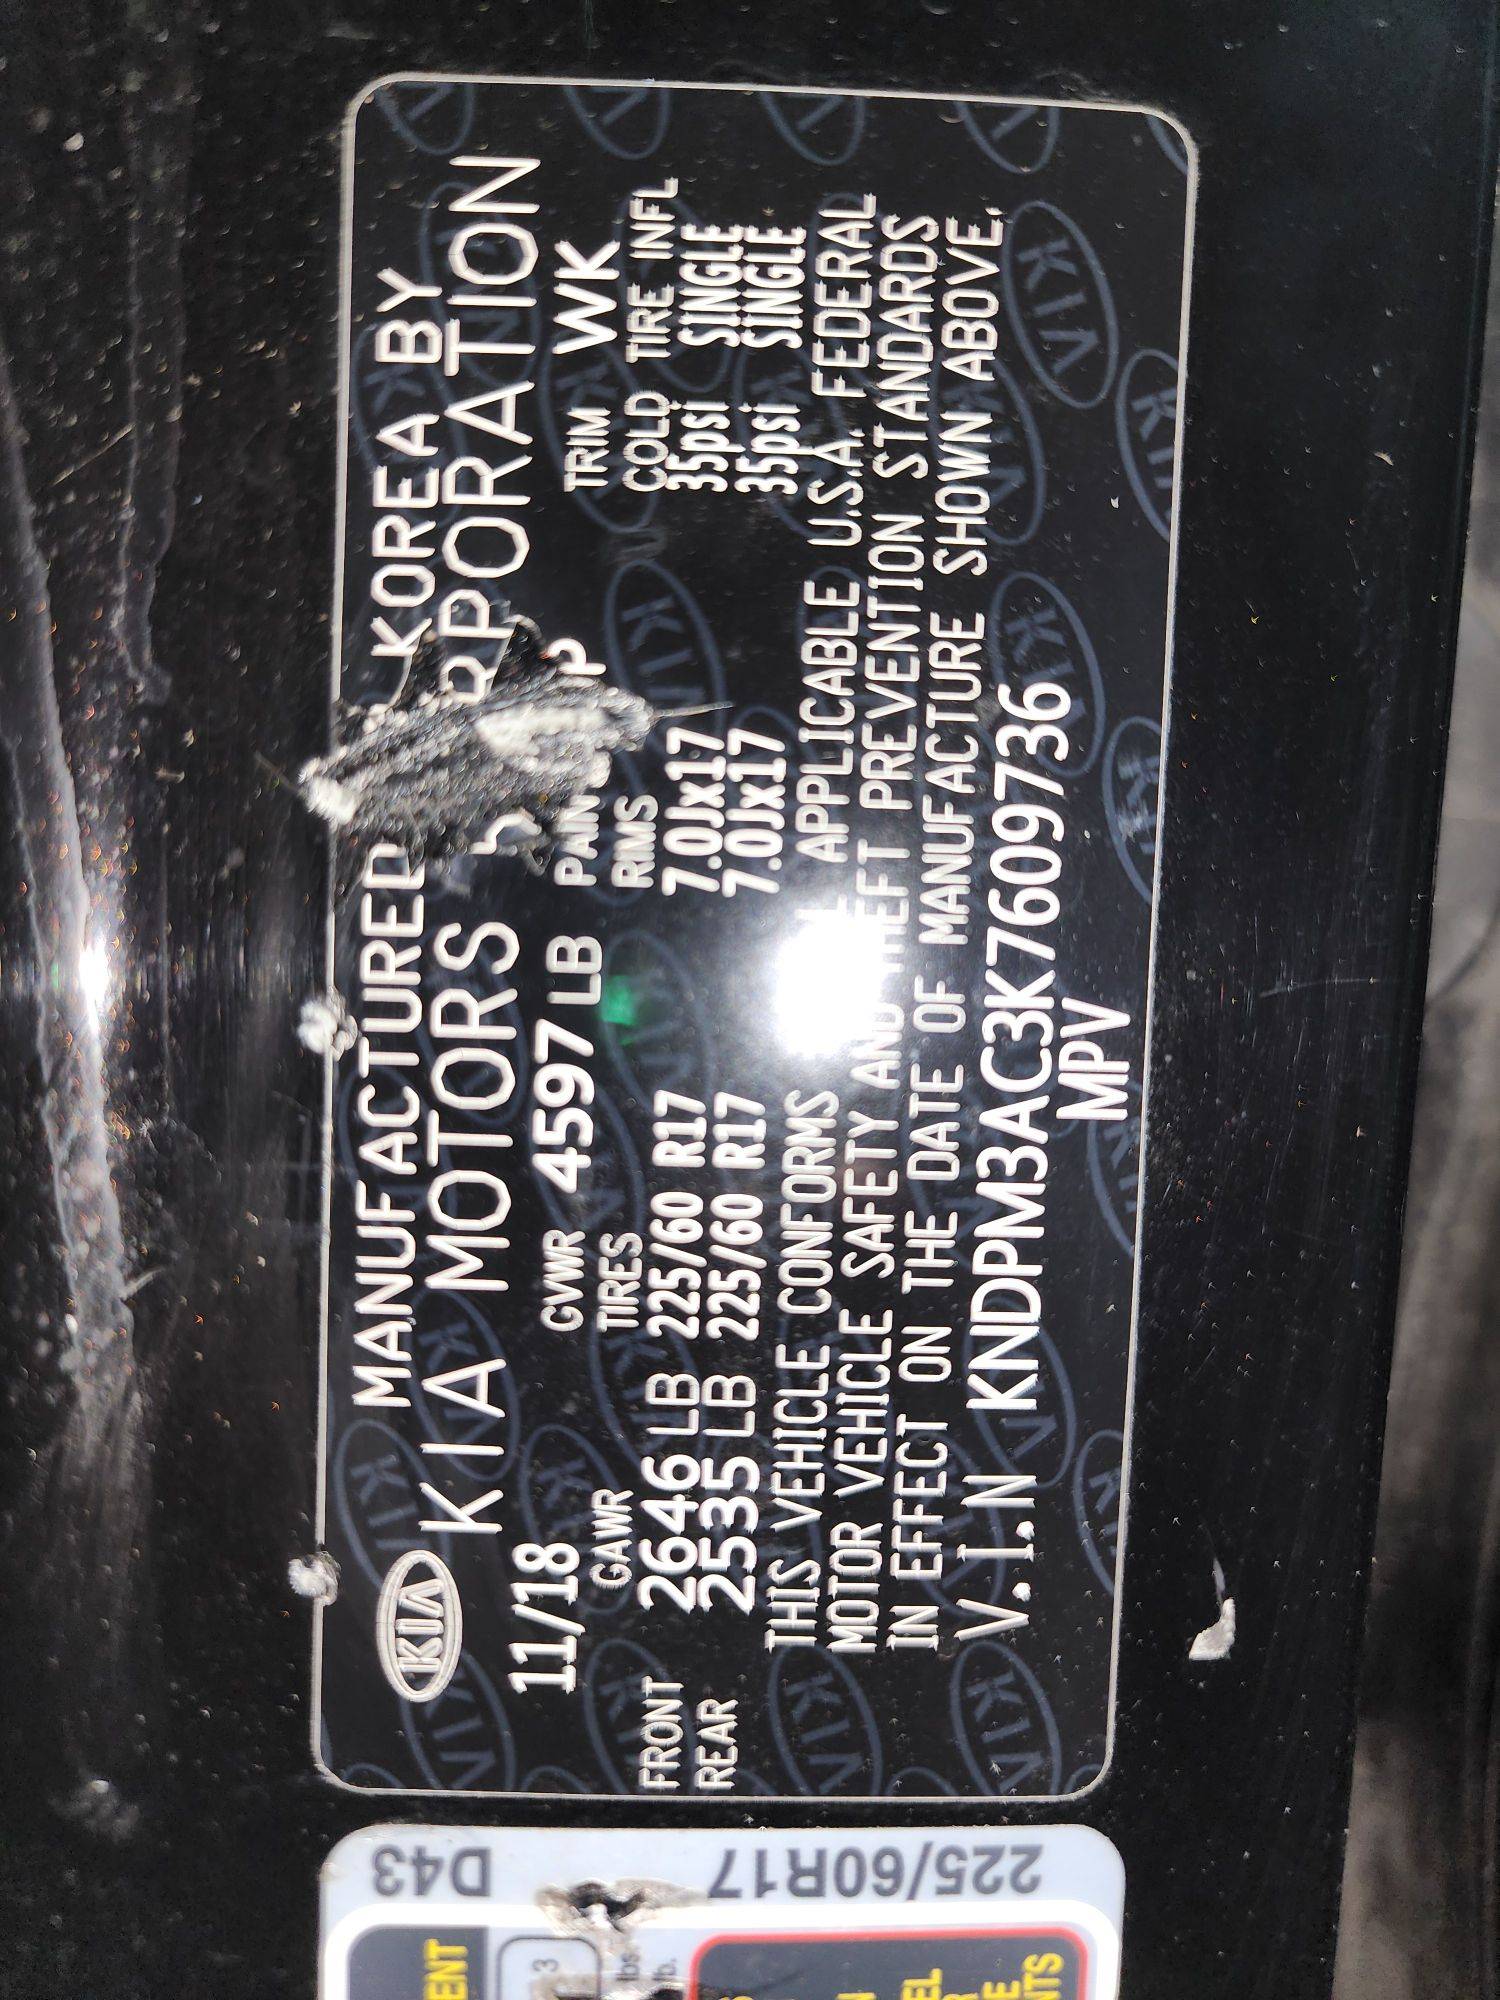 KIA
MANUFACTURED KOREA BY
KIA MOTORS RPORATION
11/18 GVWR 4597 LB TRIM WK
GAWR TIRES RIMS COLD TIRE INFL
FRONT 2646 LB 225/60 R17 7.0Jx17 35psi SINGLE
REAR 2535 LB 225/60 R17 7.0Jx17 35psi SINGLE
THIS VEHICLE CONFORMS APPLICABLE U.S.A. FEDERAL
MOTOR VEHICLE SAFETY AND THEFT PREVENTION STANDARDS
IN EFFECT ON THE DATE OF MANUFACTURE SHOWN ABOVE.
V.I.N KNDPM3AC3K7609736
MPV
225/60R17 D43